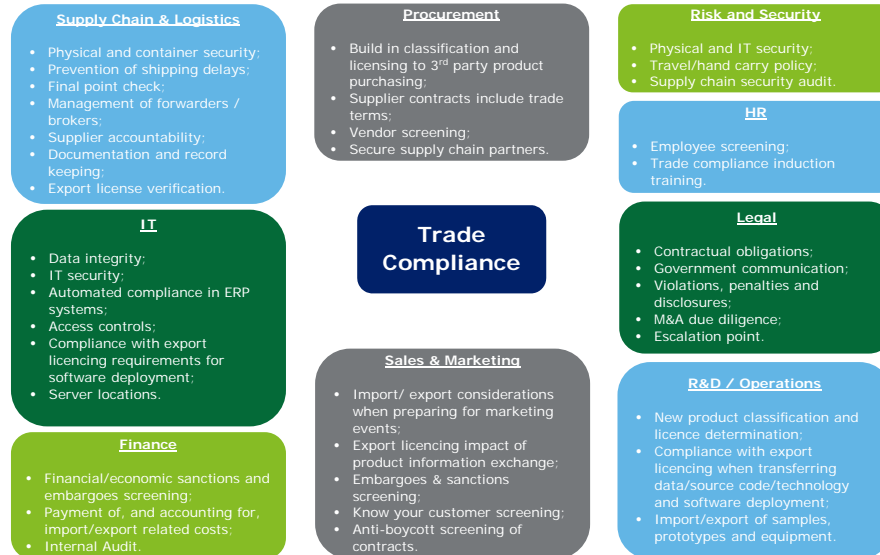 Supply Chain & Logistics
• Physical and container security;
• Prevention of shipping delays;
• Final point check;
• Management of forwarders /
brokers;
• Supplier accountability;
• Documentation and record
keeping;
• Export license verification.
IT
• Data integrity;
• IT security;
• Automated compliance in ERP
systems;
• Access controls;
• Compliance with export
licencing requirements for
software deployment;
• Server locations.
Finance
• Financial/economic sanctions and
embargoes screening;
• Payment of, and accounting for,
import/export related costs;
• Internal Audit.
Procurement
• Build in classification and
licensing to 3rd party product
purchasing;
• Supplier contracts include trade
terms;
• Vendor screening;
• Secure supply chain partners.
Trade
Compliance
Sales & Marketing
• Import/ export considerations
when preparing for marketing
events;
• Export licencing impact of
product information exchange;
• Embargoes & sanctions
screening;
• Know your customer screening;
• Anti-boycott screening of
contracts.
Risk and Security
• Physical and IT security;
• Travel/hand carry policy;
• Supply chain security audit.
HR
• Employee screening;
• Trade compliance induction
training.
Legal
• Contractual obligations;
• Government communication;
• Violations, penalties and
disclosures;
• M&A due diligence;
• Escalation point.
R&D / Operations
• New product classification and
licence determination;
• Compliance with export
licencing when transferring
data/source code/technology
and software deployment;
• Import/export of samples,
prototypes and equipment.